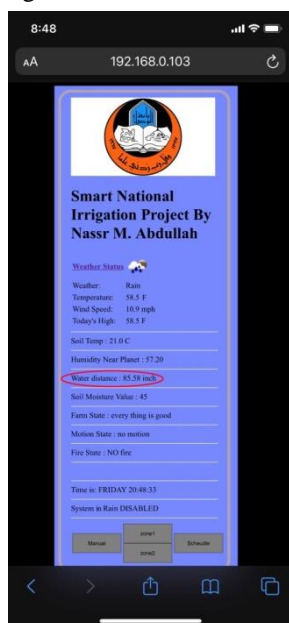 8:48
AA 192.168.0.103
Smart National
Irrigation Project By
Nassr M. Abdullah
Weather Status
Weather: Rain
Temperature: 58.5 F
Wind Speed: 10.9 mph
Today's High: 58.5 F
Soil Temp : 21.0 C
Humidity Near Planet : 57.20
Water distance : 85.58 inch
Soil Moisture Value : 45
Farm State : every thing is good
Motion State : no motion
Fire State : NO fire
Time is: FRIDAY 20:48:33
System in Rain DISABLED
zone1
Manual Scheudle
zone2